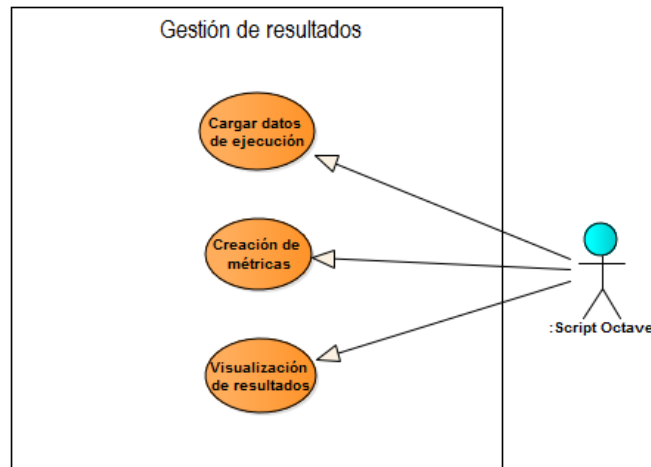 Gestión de resultados
Cargar datos
de ejecución
Creación de
métricas
:Script Octave
Visualización
de resultados